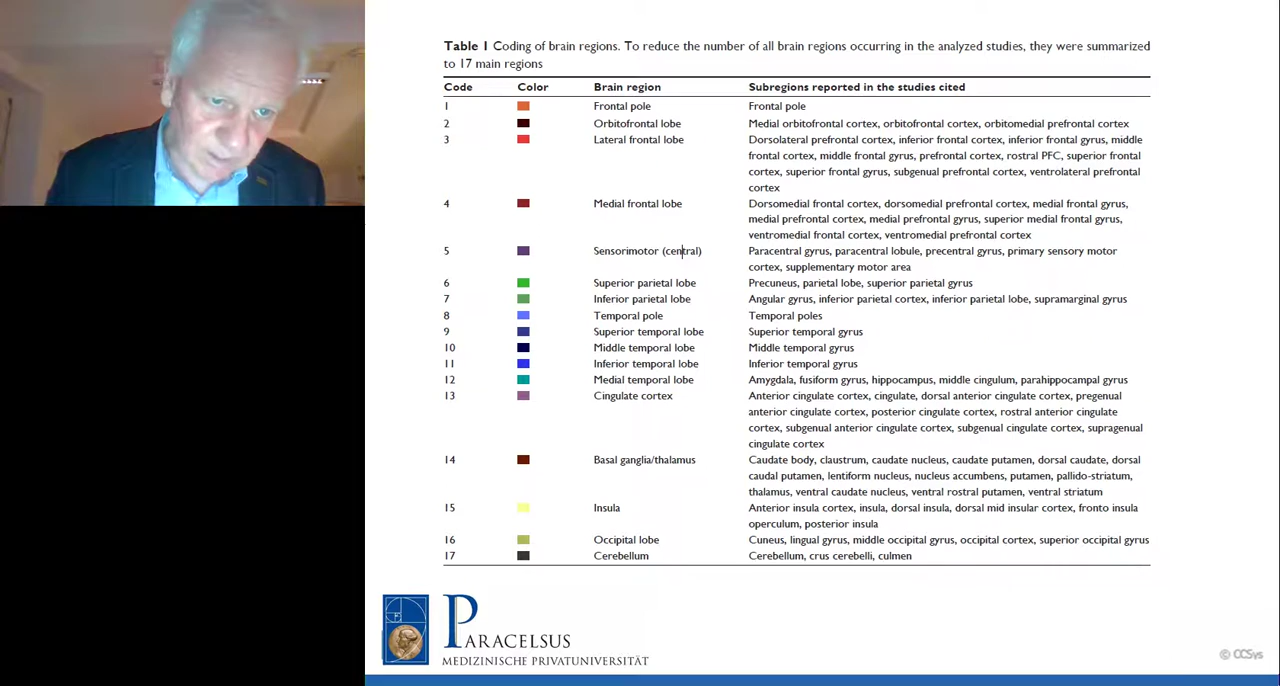 Table 1 Coding of brain regions. To reduce the number of all brain regions occurring in the analyzed studies, they were summarized
to 17 main regions
Code Color Brain region Subregions reported in the studies cited
1 Frontal pole Frontal pole
2 Orbitofrontal lobe Medial orbitofrontal cortex, orbitofrontal cortex, orbitomedial prefrontal cortex
3 Lateral frontal lobe Dorsolateral prefrontal cortex, inferior frontal cortex, inferior frontal gyrus, middle
frontal cortex, middle frontal gyrus, prefrontal cortex, rostral PFC, superior frontal
cortex, superior frontal gyrus, subgenual prefrontal cortex, ventrolateral prefrontal
cortex
4 Medial frontal lobe Dorsomedial frontal cortex, dorsomedial prefrontal cortex, medial frontal gyrus,
medial prefrontal cortex, medial prefrontal gyrus, superior medial frontal gyrus,
ventromedial frontal cortex, ventromedial prefrontal cortex
5 Sensorimotor (central) Paracentral gyrus, paracentral lobule, precentral gyrus, primary sensory motor
cortex, supplementary motor area
6 Superior parietal lobe Precuneus, parietal lobe, superior parietal gyrus
7 Inferior parietal lobe Angular gyrus, inferior parietal cortex, inferior parietal lobe, supramarginal gyrus
8 Temporal pole Temporal poles
9 Superior temporal lobe Superior temporal gyrus
10 Middle temporal lobe Middle temporal gyrus
11 Inferior temporal lobe Inferior temporal gyrus
12 Medial temporal lobe Amygdala, fusiform gyrus, hippocampus, middle cingulum, parahippocampal gyrus
13 Cingulate cortex Anterior cingulate cortex, cingulate, dorsal anterior cingulate cortex, pregenual
anterior cingulate cortex, posterior cingulate cortex, rostral anterior cingulate
cortex, subgenual anterior cingulate cortex, subgenual cingulate cortex, supragenual
cingulate cortex
14 Basal ganglia/thalamus Caudate body, claustrum, caudate nucleus, caudate putamen, dorsal caudate, dorsal
caudal putamen, lentiform nucleus, nucleus accumbens, putamen, pallido-striatum,
thalamus, ventral caudate nucleus, ventral rostral putamen, ventral striatum
15 Insula Anterior insula cortex, insula, dorsal insula, dorsal mid insular cortex, fronto insula
operculum, posterior insula
16 Occipital lobe Cuneus, lingual gyrus, middle occipital gyrus, occipital cortex, superior occipital gyrus
17 Cerebellum Cerebellum, crus cerebelli, culmen
PARACELSUS
MEDIZINISCHE PRIVATUNIVERSITÄT
© CCSys